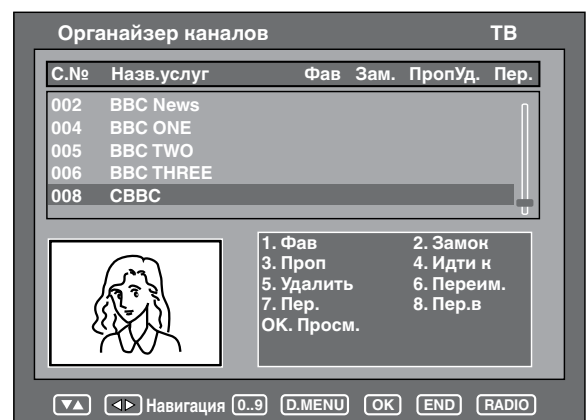 Органайзер каналов ТВ
С.№ Назв.услуг Фав Зам. ПропУд. Пер.
002 BBC News
004 BBC ONE
005 BBC TWO
006 BBC THREE
008 CBBC
1. Фав 2. Замок
3. Проп 4. Идти к
5. Удалить 6. Переим.
7. Пер. 8. Пер.в
OK. Просм.
Навигация 0..9 D.MENU OK END RADIO